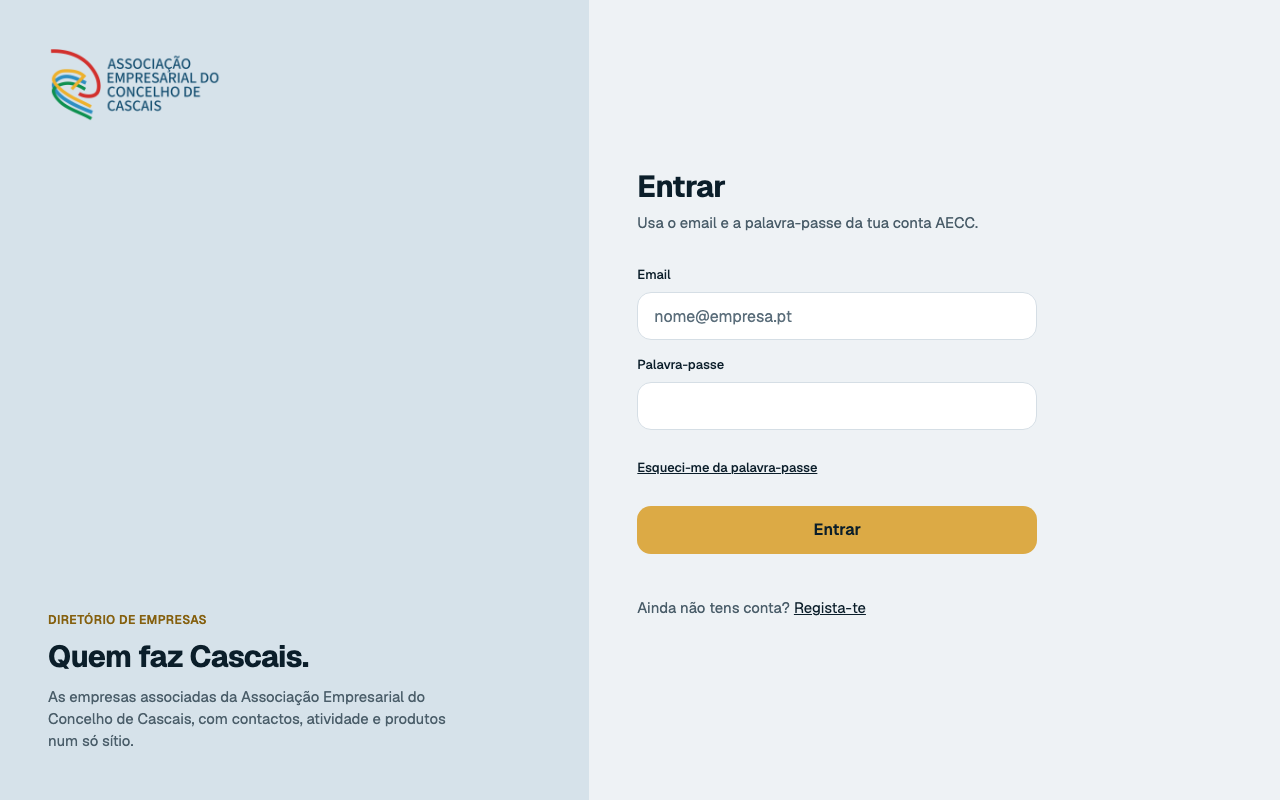 ASSOCIAÇÃO
EMPRESARIAL DO
CONCELHO DE
CASCAIS
DIRETÓRIO DE EMPRESAS
Quem faz Cascais.
As empresas associadas da Associação Empresarial do
Concelho de Cascais, com contactos, atividade e produtos
num só sítio.
Entrar
Usa o email e a palavra-passe da tua conta AECC.
Email
nome@empresa.pt
Palavra-passe
Esqueci-me da palavra-passe
Entrar
Ainda não tens conta? Regista-te